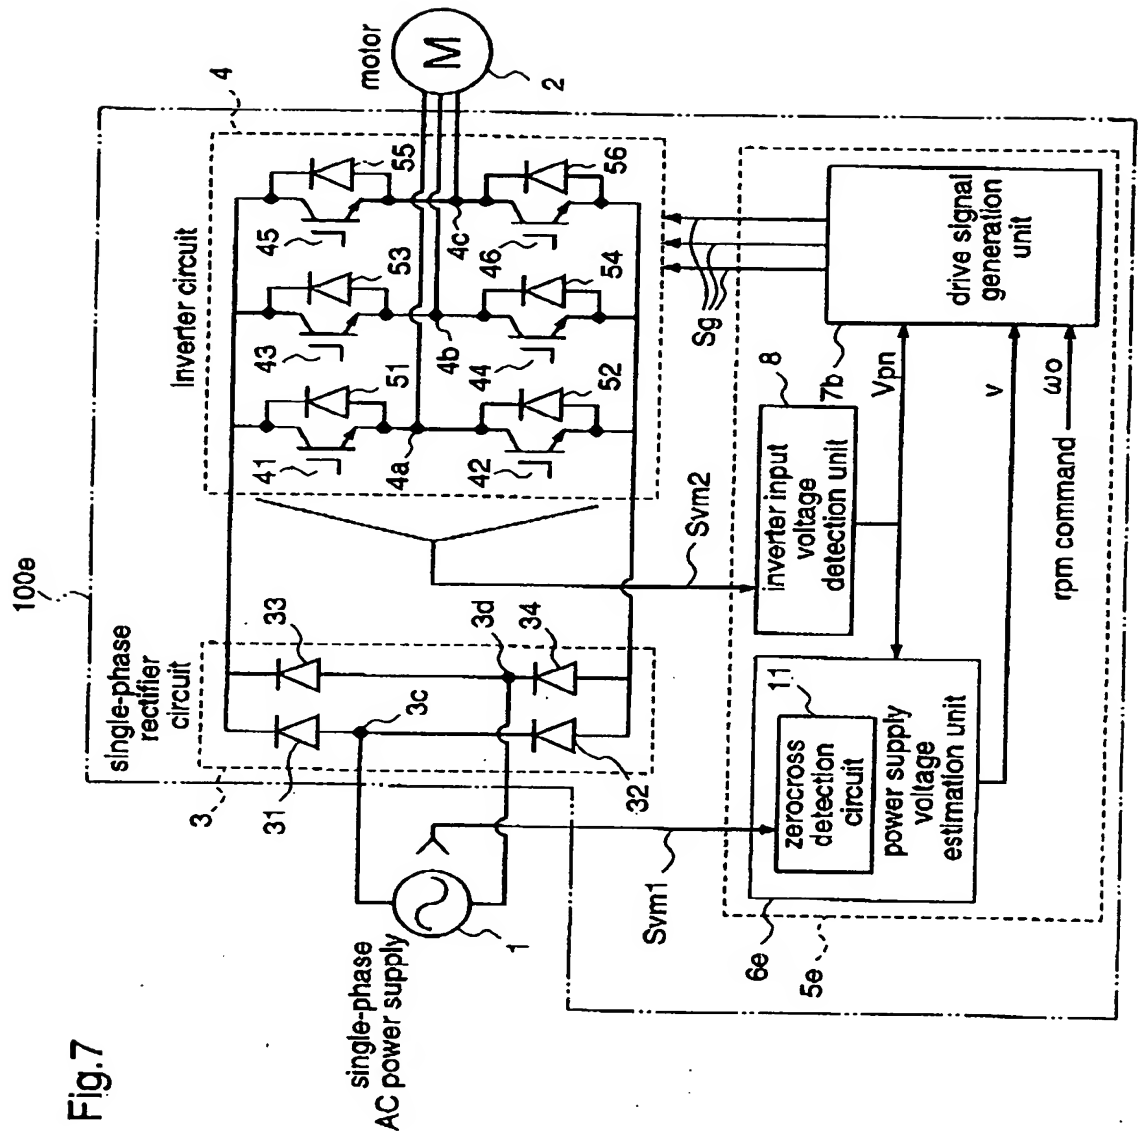 Fig.7
100e
single-phase
rectifier
circuit
3
31
33
3c
3d
32
34
single-phase
AC power supply
1
Inverter circuit
4
41
51
43
53
45
55
4a
4b
4c
42
52
44
54
46
56
motor
M
2
Svm1
Svm2
Sg
5e
6e
zerocross
detection
circuit
11
power supply
voltage
estimation unit
inverter input
voltage
detection unit
8
7b
Vpn
v
ωo
rpm command
drive signal
generation
unit